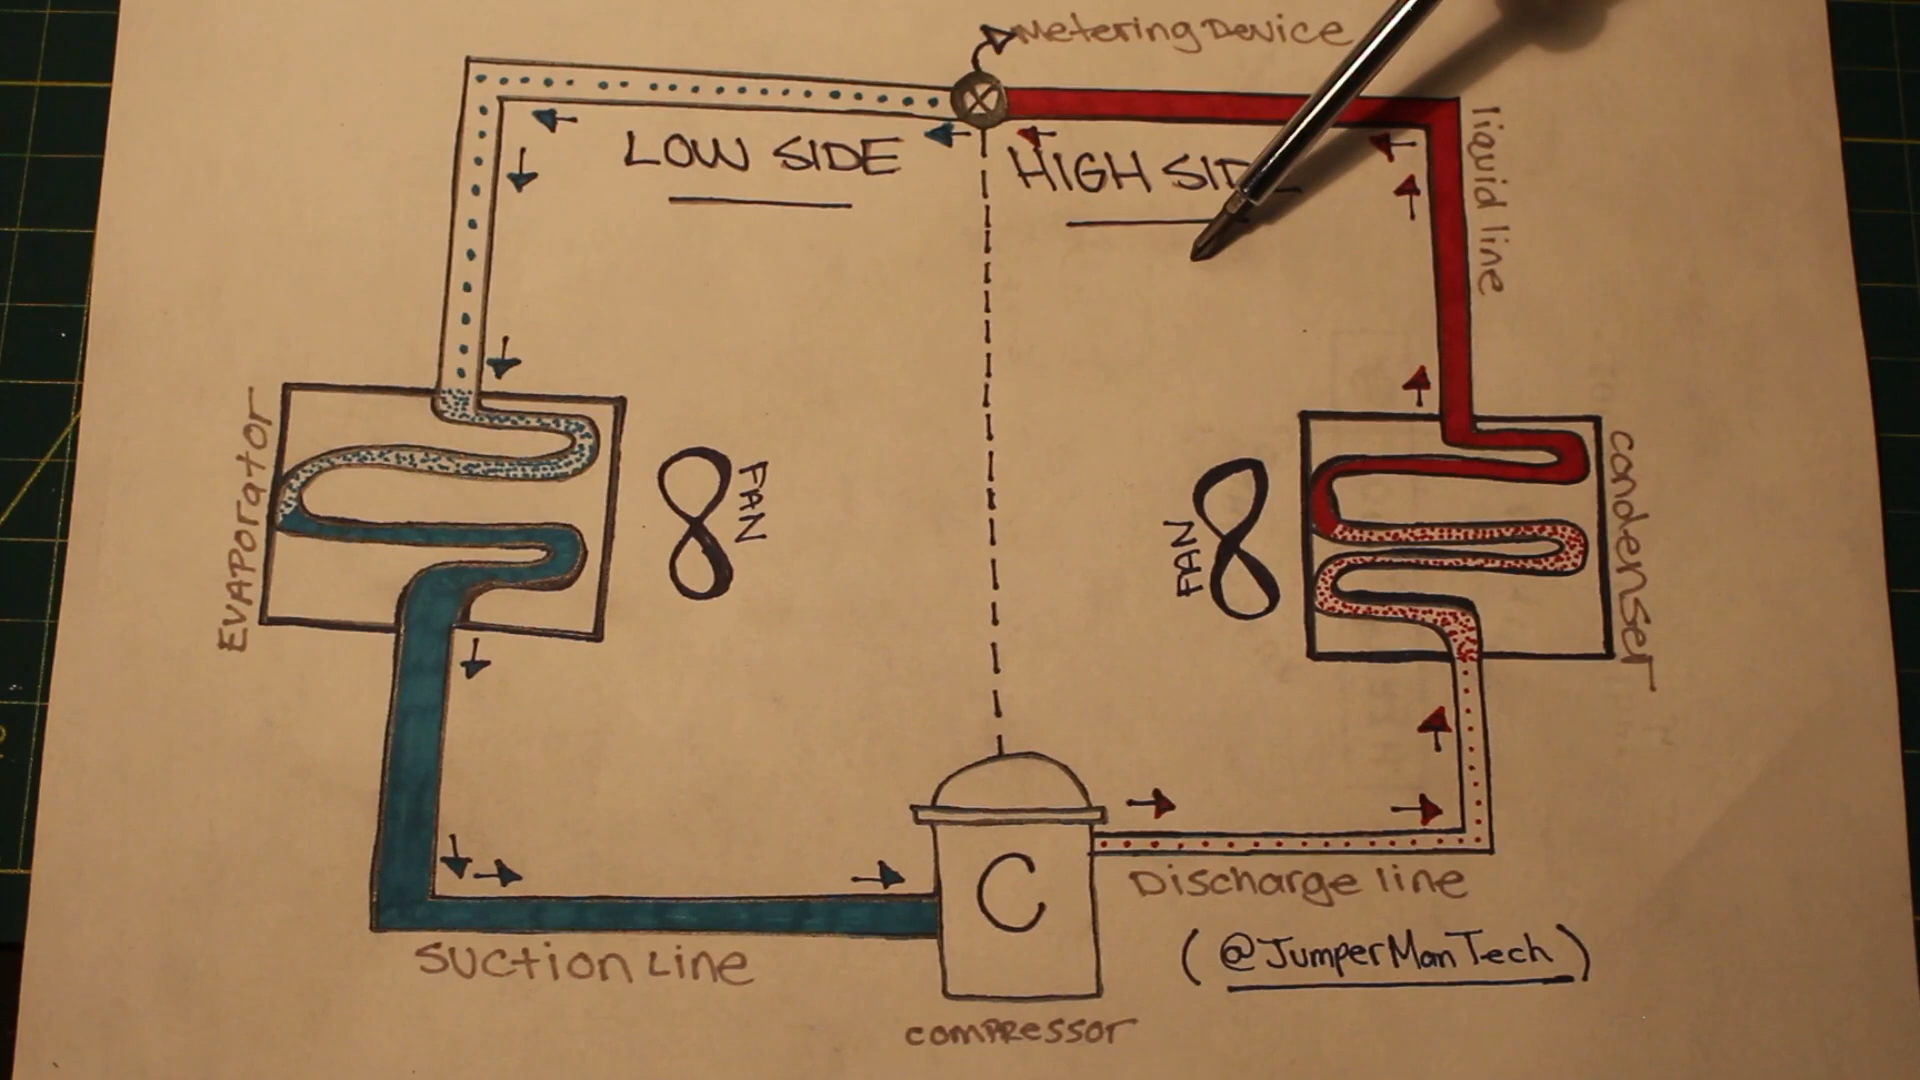 Metering Device
LOW SIDE
HIGH SIDE
liquid line
Evaporator
FAN
FAN
condenser
C
Discharge line
Suction Line
(@JumperManTech)
compressor